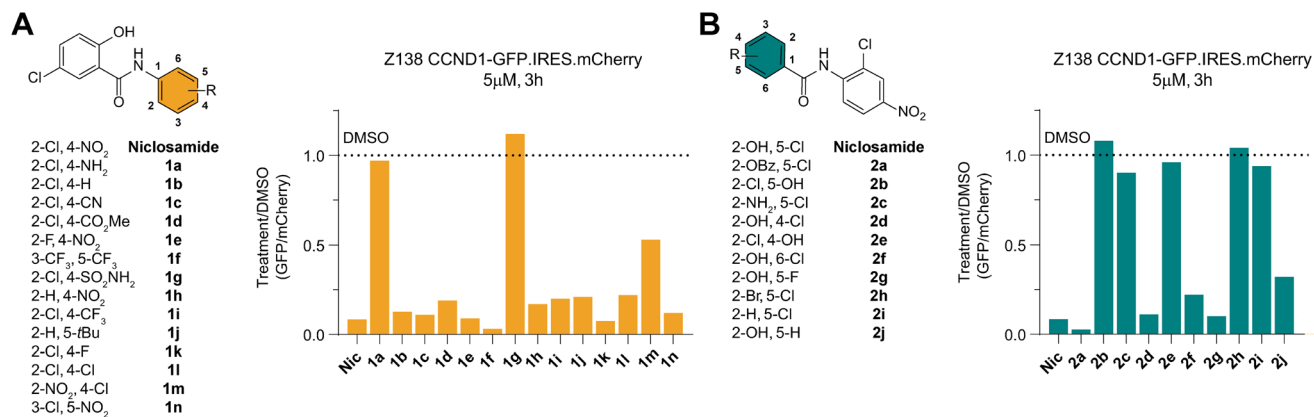 A
OH
Cl
N
H
O
1
2
3
4
5
6
R
2-Cl, 4-NO₂ Niclosamide
2-Cl, 4-NH₂ 1a
2-Cl, 4-H 1b
2-Cl, 4-CN 1c
2-Cl, 4-CO₂Me 1d
2-F, 4-NO₂ 1e
3-CF₃, 5-CF₃ 1f
2-Cl, 4-SO₂NH₂ 1g
2-H, 4-NO₂ 1h
2-Cl, 4-CF₃ 1i
2-H, 5-tBu 1j
2-Cl, 4-F 1k
2-Cl, 4-Cl 1l
2-NO₂, 4-Cl 1m
3-Cl, 5-NO₂ 1n
Z138 CCND1-GFP.IRES.mCherry
5μM, 3h
Treatment/DMSO
(GFP/mCherry)
DMSO
1.0
0.5
0.0
Nic 1a 1b 1c 1d 1e 1f 1g 1h 1i 1j 1k 1l 1m 1n
B
3
4
2
R
5
1
6
H
N
O
Cl
NO₂
2-OH, 5-Cl Niclosamide
2-OBz, 5-Cl 2a
2-Cl, 5-OH 2b
2-NH₂, 5-Cl 2c
2-OH, 4-Cl 2d
2-Cl, 4-OH 2e
2-OH, 6-Cl 2f
2-OH, 5-F 2g
2-Br, 5-Cl 2h
2-H, 5-Cl 2i
2-OH, 5-H 2j
Z138 CCND1-GFP.IRES.mCherry
5μM, 3h
Treatment/DMSO
(GFP/mCherry)
DMSO
1.0
0.5
0.0
Nic 2a 2b 2c 2d 2e 2f 2g 2h 2i 2j